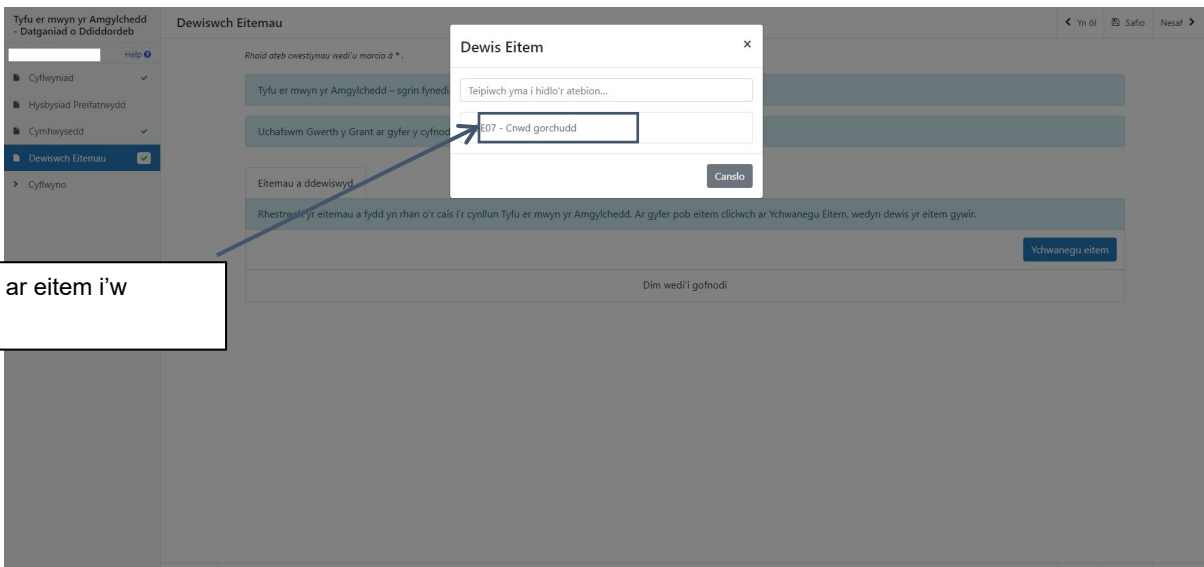 Tyfu er mwyn yr Amgylchedd
- Datganiad o Ddiddordeb
Help
Cyflwyniad
Hysbysiad Preifatrwydd
Cymhwysedd
Dewiswch Eitemau
Cyflwyno
Dewiswch Eitemau
Yn ôl
Safio
Nesaf
Rhaid ateb cwestiynau wedi'u marcio â * .
Tyfu er mwyn yr Amgylchedd – sgrin
Uchafswm Gwerth y Grant ar gyfer y
Dewis Eitem
×
Teipiwch yma i hidlo'r atebion...
E07 - Cnwd gorchudd
Canslo
Eitemau a ddewiswyd
Rhestrwch yr eitemau a fydd yn rhan o'r cais i'r cynllun Tyfu er mwyn yr Amgylchedd. Ar gyfer pob eitem cliciwch ar Ychwanegu Eitem, wedyn dewis yr eitem gywir.
Ychwanegu eitem
Dim wedi'i gofnodi
ar eitem i'w